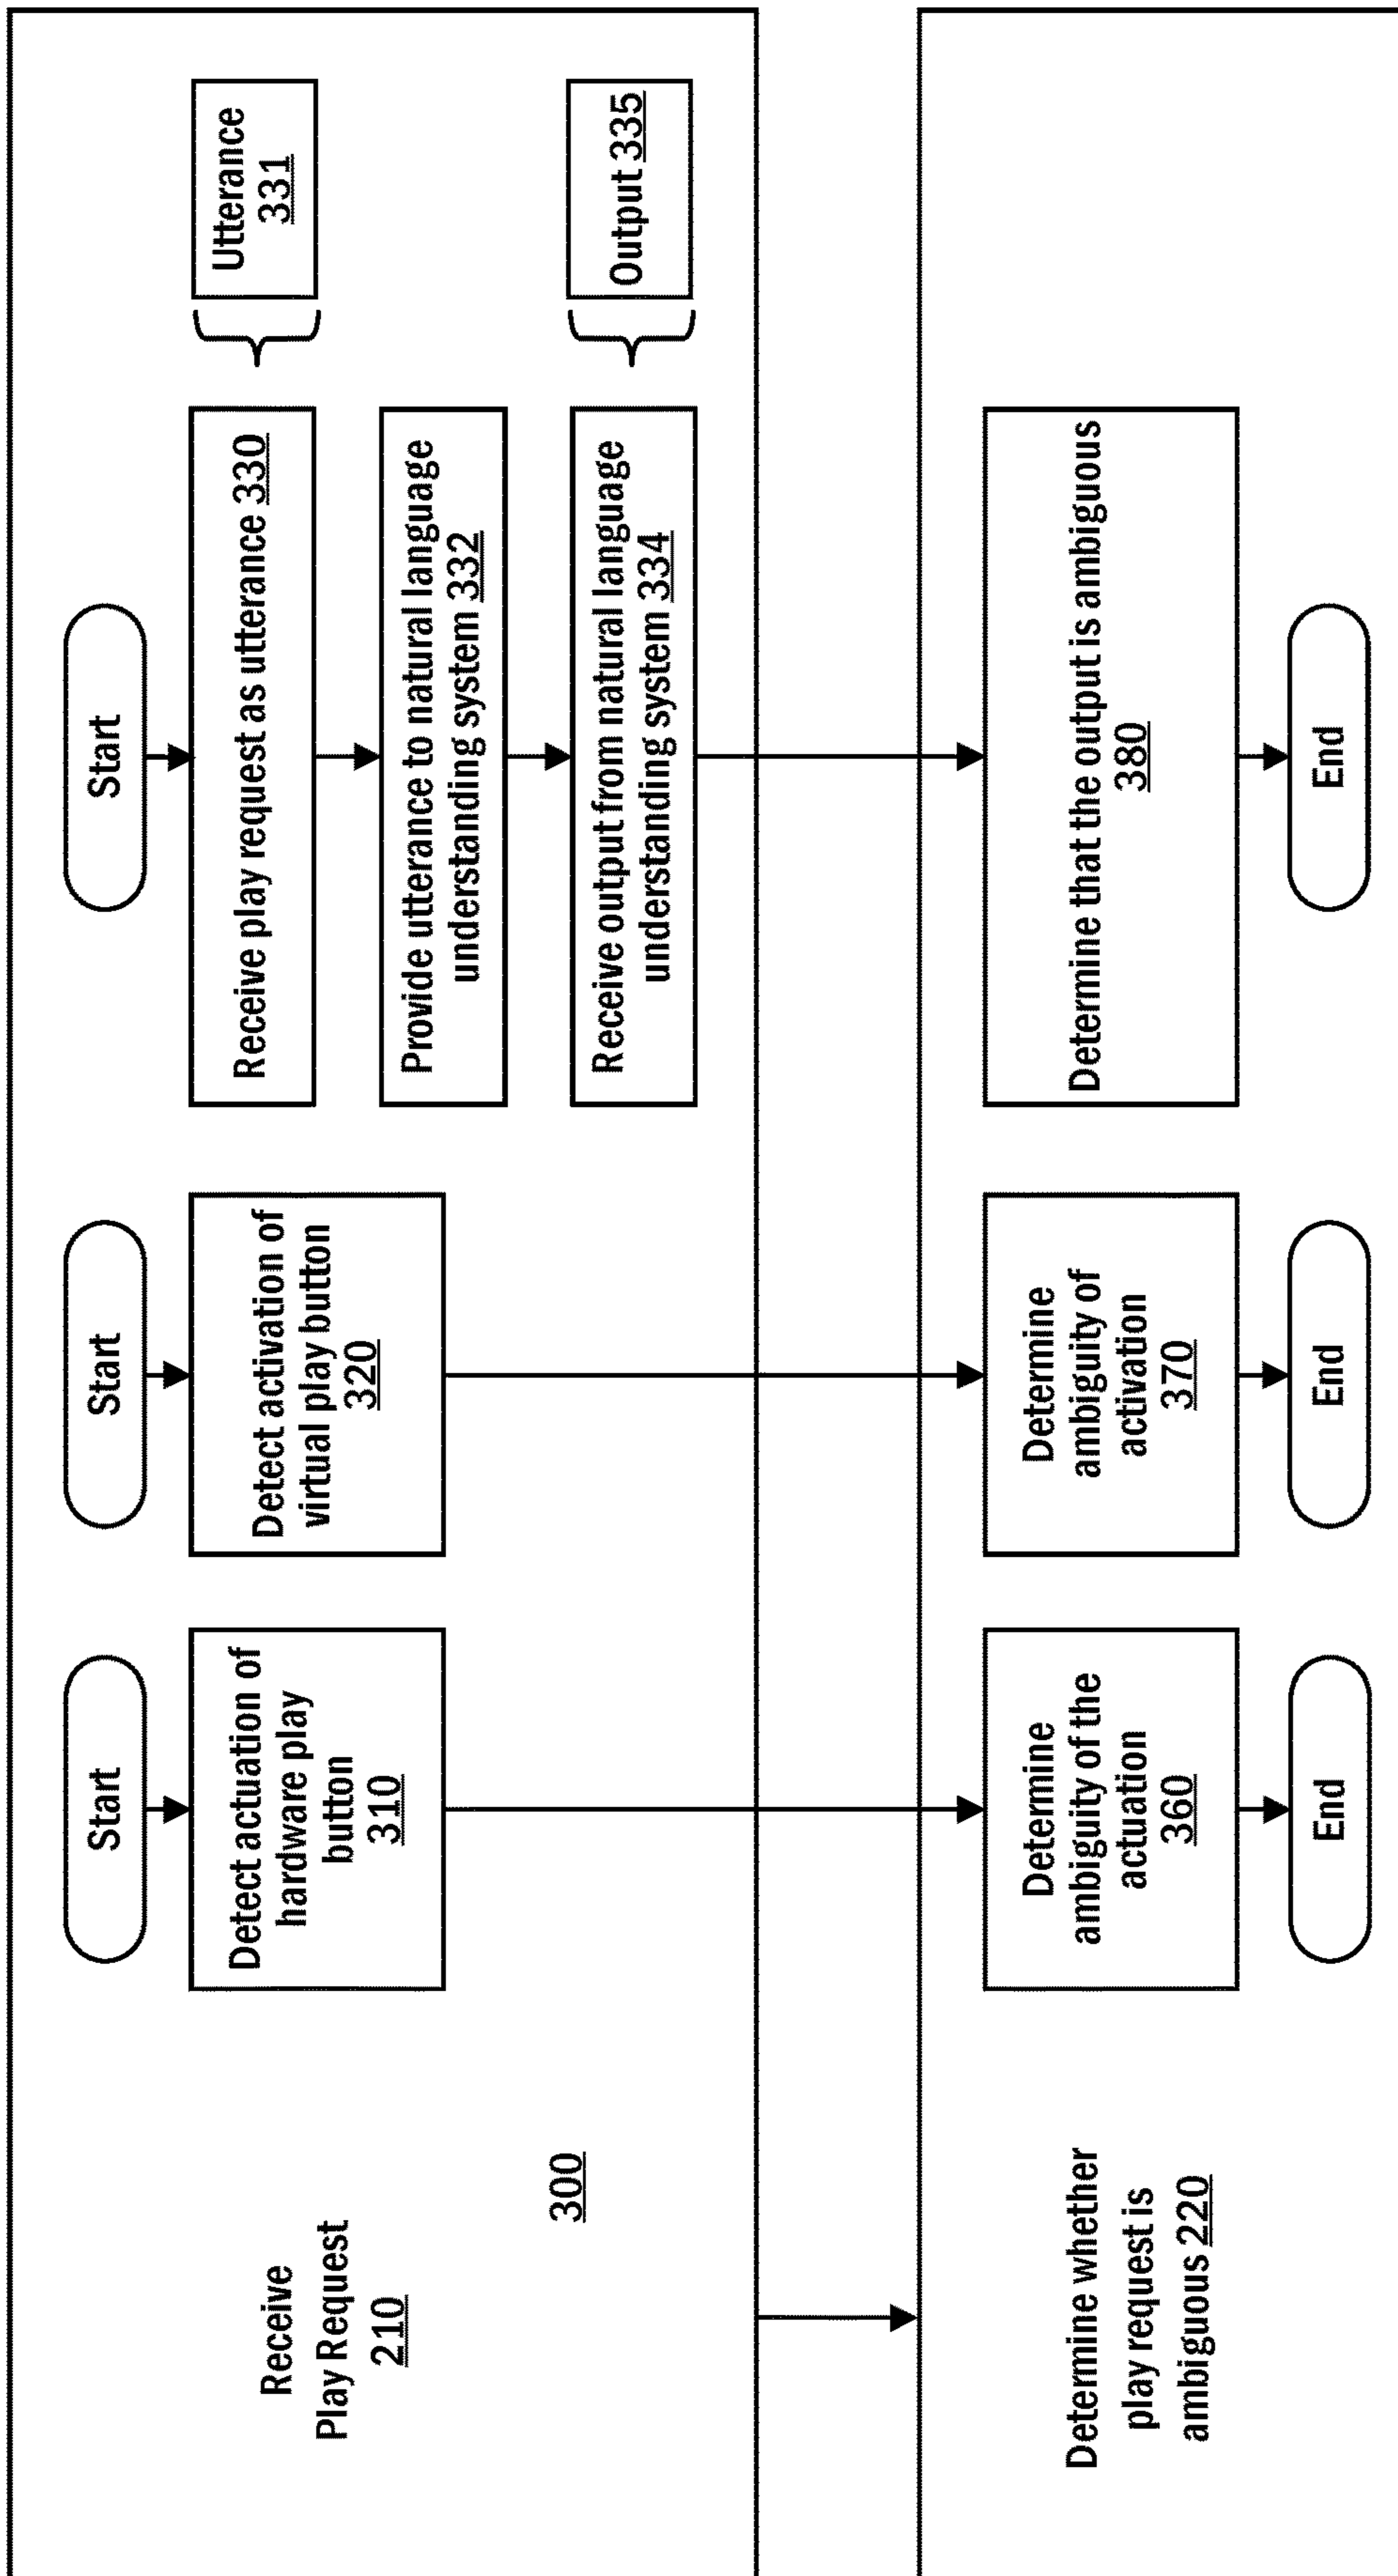 Receive
Play Request
210
300
Start
Detect actuation of
hardware play
button
310
Start
Detect activation of
virtual play button
320
Start
Receive play request as utterance 330
Utterance
331
Provide utterance to natural language
understanding system 332
Receive output from natural language
understanding system 334
Output 335
Determine whether
play request is
ambiguous 220
Determine
ambiguity of the
actuation
360
End
Determine
ambiguity of
activation
370
End
Determine that the output is ambiguous
380
End